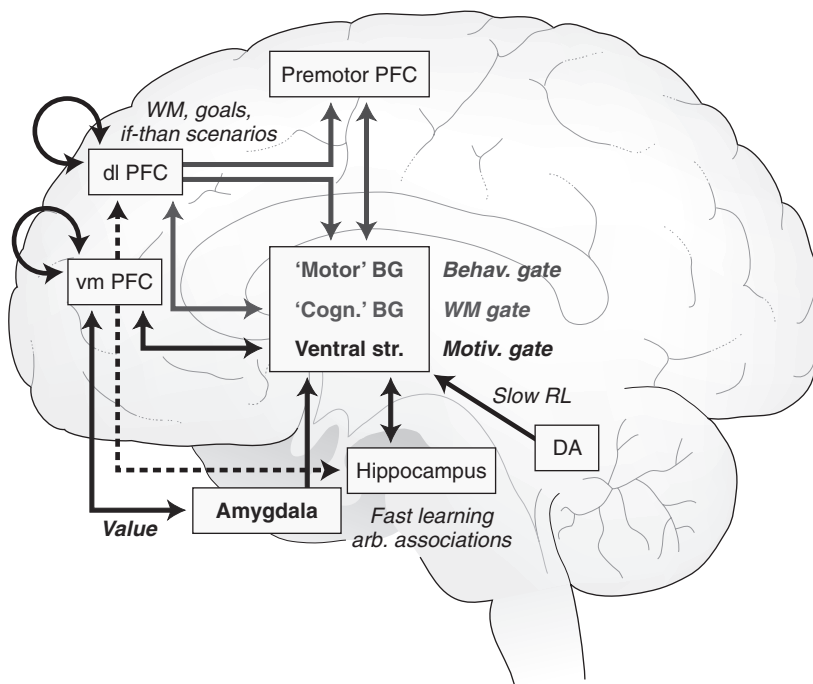 Premotor PFC
WM, goals,
if-than scenarios
dl PFC
vm PFC
‘Motor’ BG
Behav. gate
‘Cogn.’ BG
WM gate
Ventral str.
Motiv. gate
Slow RL
DA
Hippocampus
Amygdala
Value
Fast learning
arb. associations